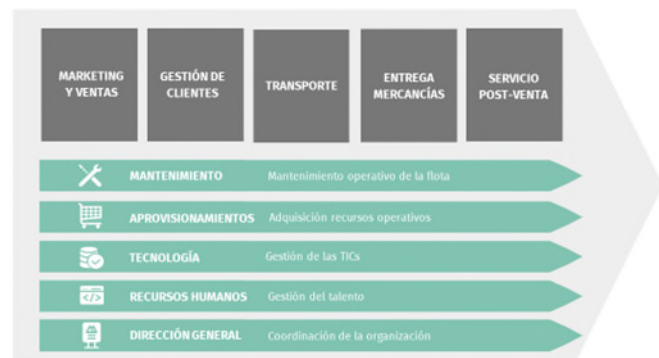 MARKETING
Y VENTAS
GESTIÓN DE
CLIENTES
TRANSPORTE
ENTREGA
MERCANCÍAS
SERVICIO
POST-VENTA
MANTENIMIENTO Mantenimiento operativo de la flota
APROVISIONAMIENTOS Adquisición recursos operativos
TECNOLOGÍA Gestión de las TICs
RECURSOS HUMANOS Gestión del talento
DIRECCIÓN GENERAL Coordinación de la organización